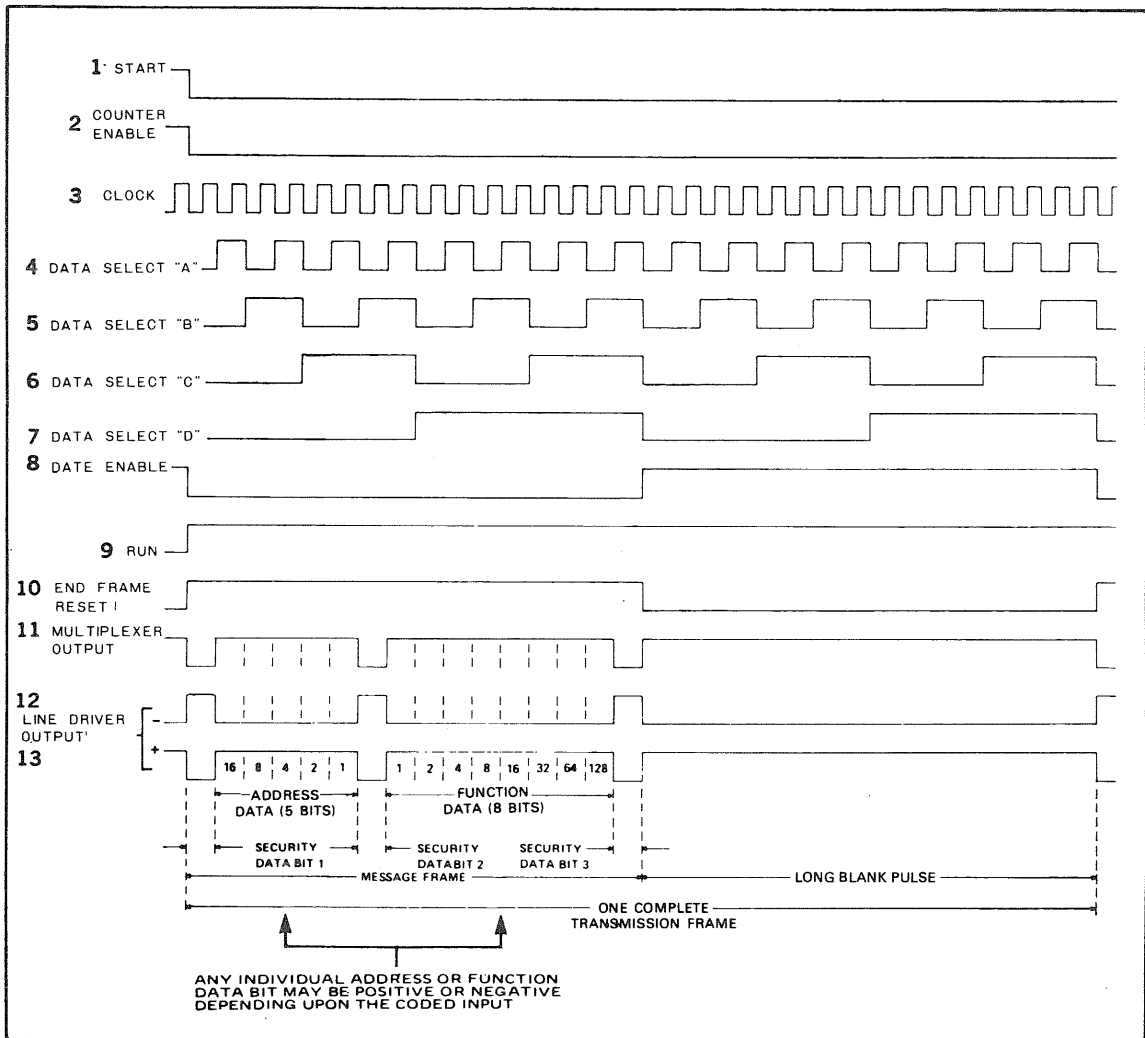 1 START
2 COUNTER
ENABLE
3 CLOCK
4 DATA SELECT "A"
5 DATA SELECT "B"
6 DATA SELECT "C"
7 DATA SELECT "D"
8 DATE ENABLE
9 RUN
10 END FRAME
RESET I
11 MULTIPLEXER
OUTPUT
12
LINE DRIVER
OUTPUT'
-
+
13
16 8 4 2 1 1 2 4 8 16 32 64 128
ADDRESS
DATA (5 BITS)
FUNCTION
DATA (8 BITS)
SECURITY
DATA BIT 1
SECURITY
DATABIT 2
SECURITY
DATA BIT 3
MESSAGE FRAME
LONG BLANK PULSE
ONE COMPLETE
TRANSMISSION FRAME
ANY INDIVIDUAL ADDRESS OR FUNCTION
DATA BIT MAY BE POSITIVE OR NEGATIVE
DEPENDING UPON THE CODED INPUT